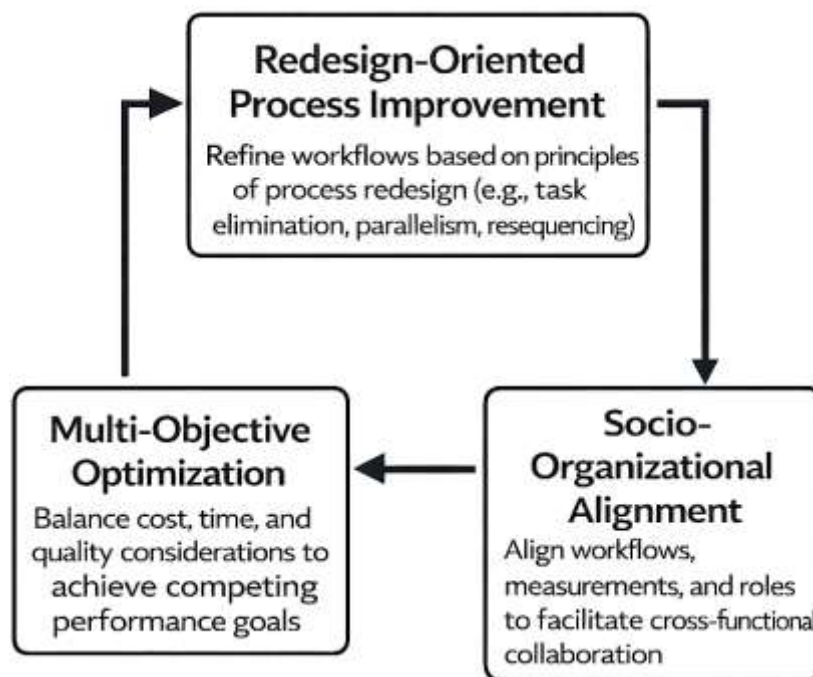 Redesign-Oriented
Process Improvement
Refine workflows based on principles
of process redesign (e.g., task
elimination, parallelism, resequencing)
Multi-Objective
Optimization
Balance cost, time, and
quality considerations to
achieve competing
performance goals
Socio-
Organizational
Alignment
Align workflows,
measurements, and roles
to facilitate cross-functional
collaboration